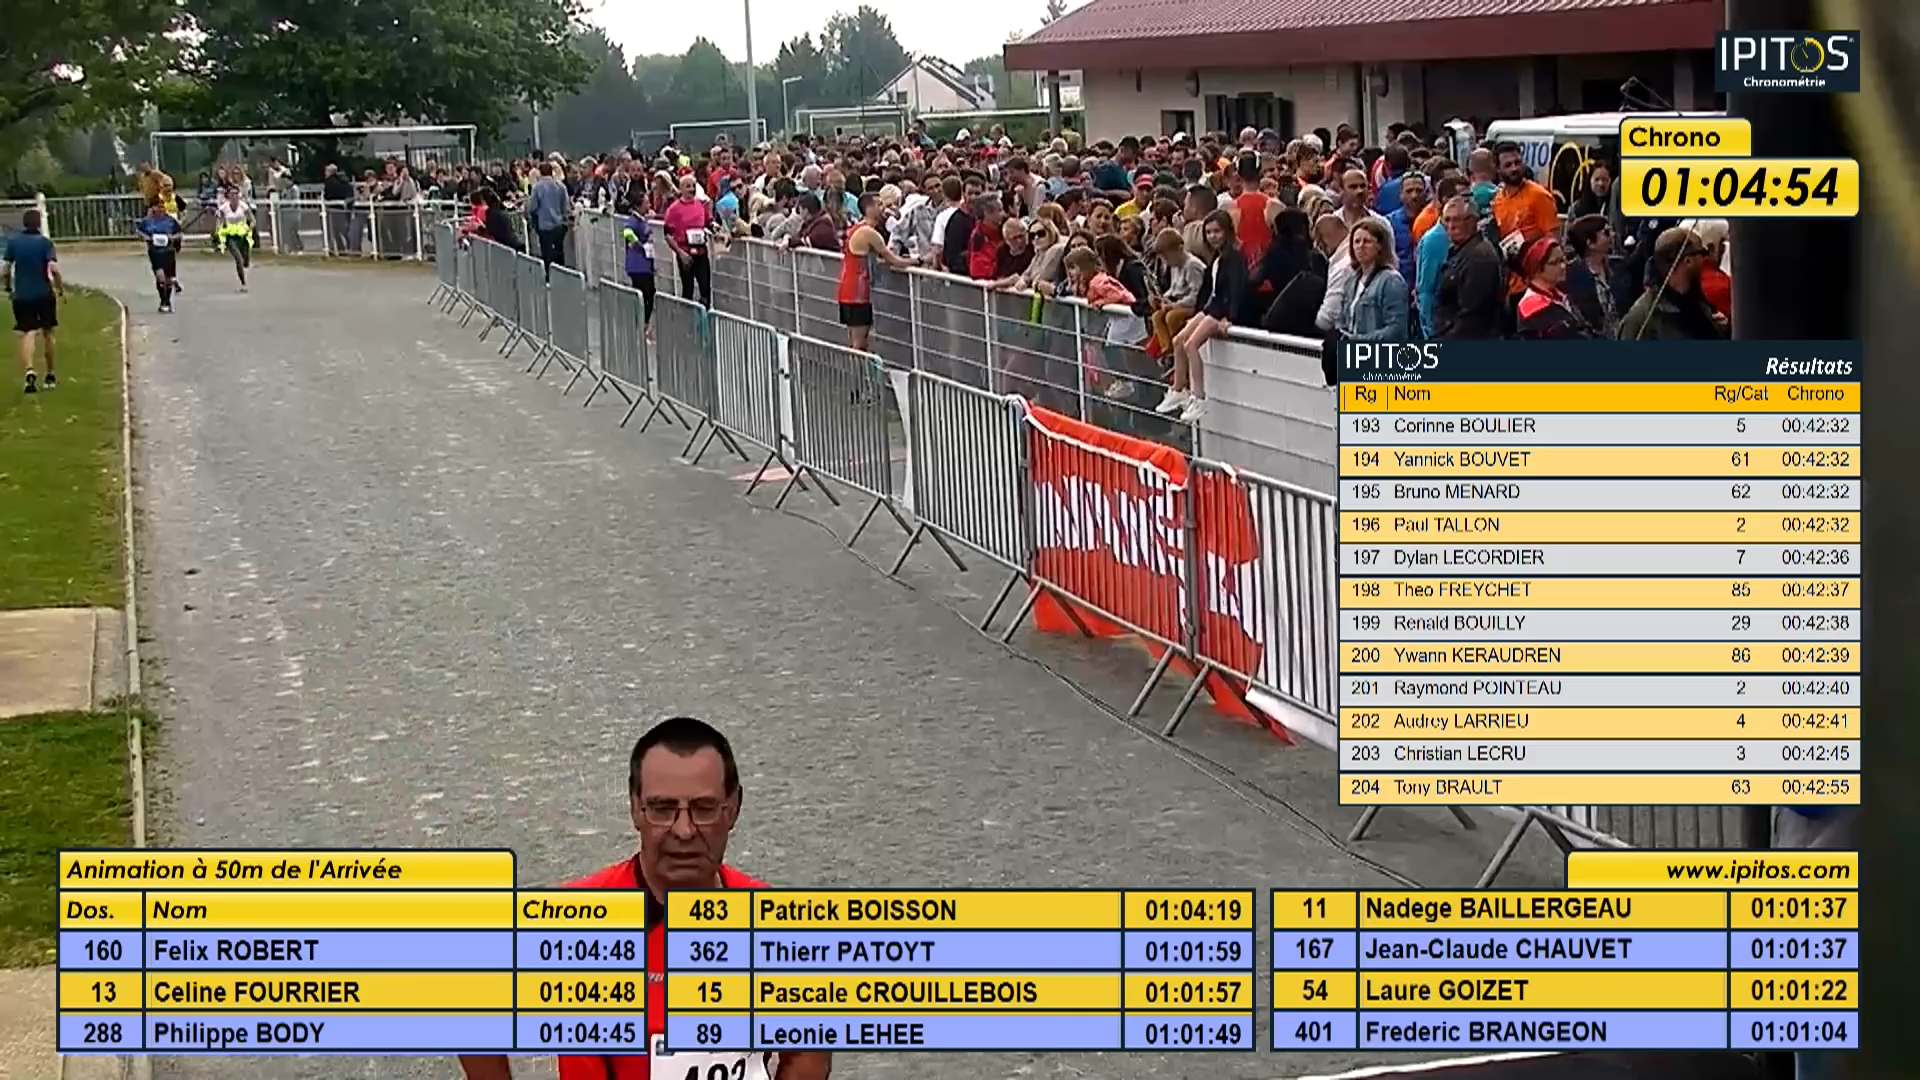 IPITOS
Chronométrie
Chrono
01:04:54
IPITOS
Chronométrie
Résultats
Rg Nom Rg/Cat Chrono
193 Corinne BOULIER 5 00:42:32
194 Yannick BOUVET 61 00:42:32
195 Bruno MENARD 62 00:42:32
196 Paul TALLON 2 00:42:32
197 Dylan LECORDIER 7 00:42:36
198 Theo FREYCHET 85 00:42:37
199 Renald BOUILLY 29 00:42:38
200 Ywann KERAUDREN 86 00:42:39
201 Raymond POINTEAU 2 00:42:40
202 Audrey LARRIEU 4 00:42:41
203 Christian LECRU 3 00:42:45
204 Tony BRAULT 63 00:42:55
Animation à 50m de l'Arrivée
www.ipitos.com
Dos. Nom Chrono
160 Felix ROBERT 01:04:48
13 Celine FOURRIER 01:04:48
288 Philippe BODY 01:04:45
483 Patrick BOISSON 01:04:19
362 Thierr PATOYT 01:01:59
15 Pascale CROUILLEBOIS 01:01:57
89 Leonie LEHEE 01:01:49
11 Nadege BAILLERGEAU 01:01:37
167 Jean-Claude CHAUVET 01:01:37
54 Laure GOIZET 01:01:22
401 Frederic BRANGEON 01:01:04